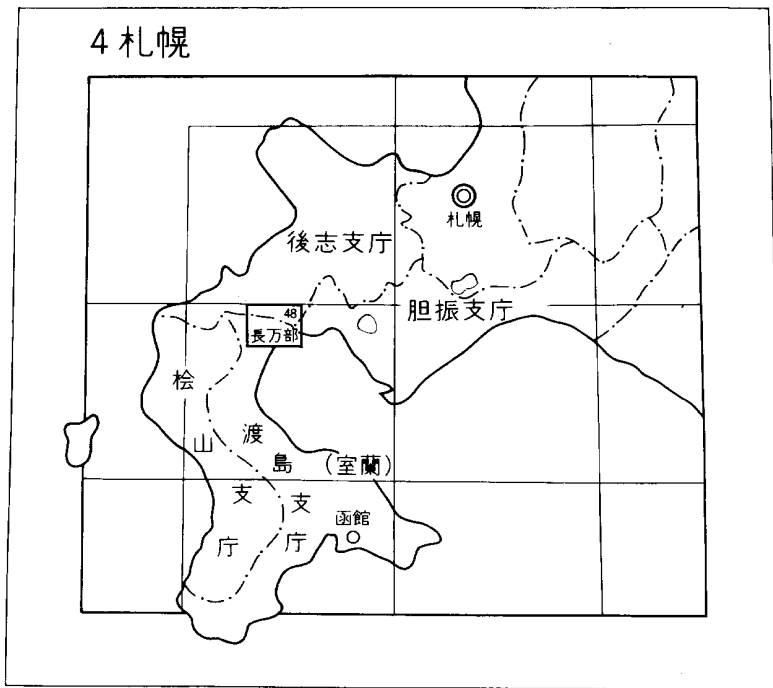 4 札幌
札幌
後志支庁
胆振支庁
48
長万部
桧山支庁
渡島支庁
(室蘭)
函館